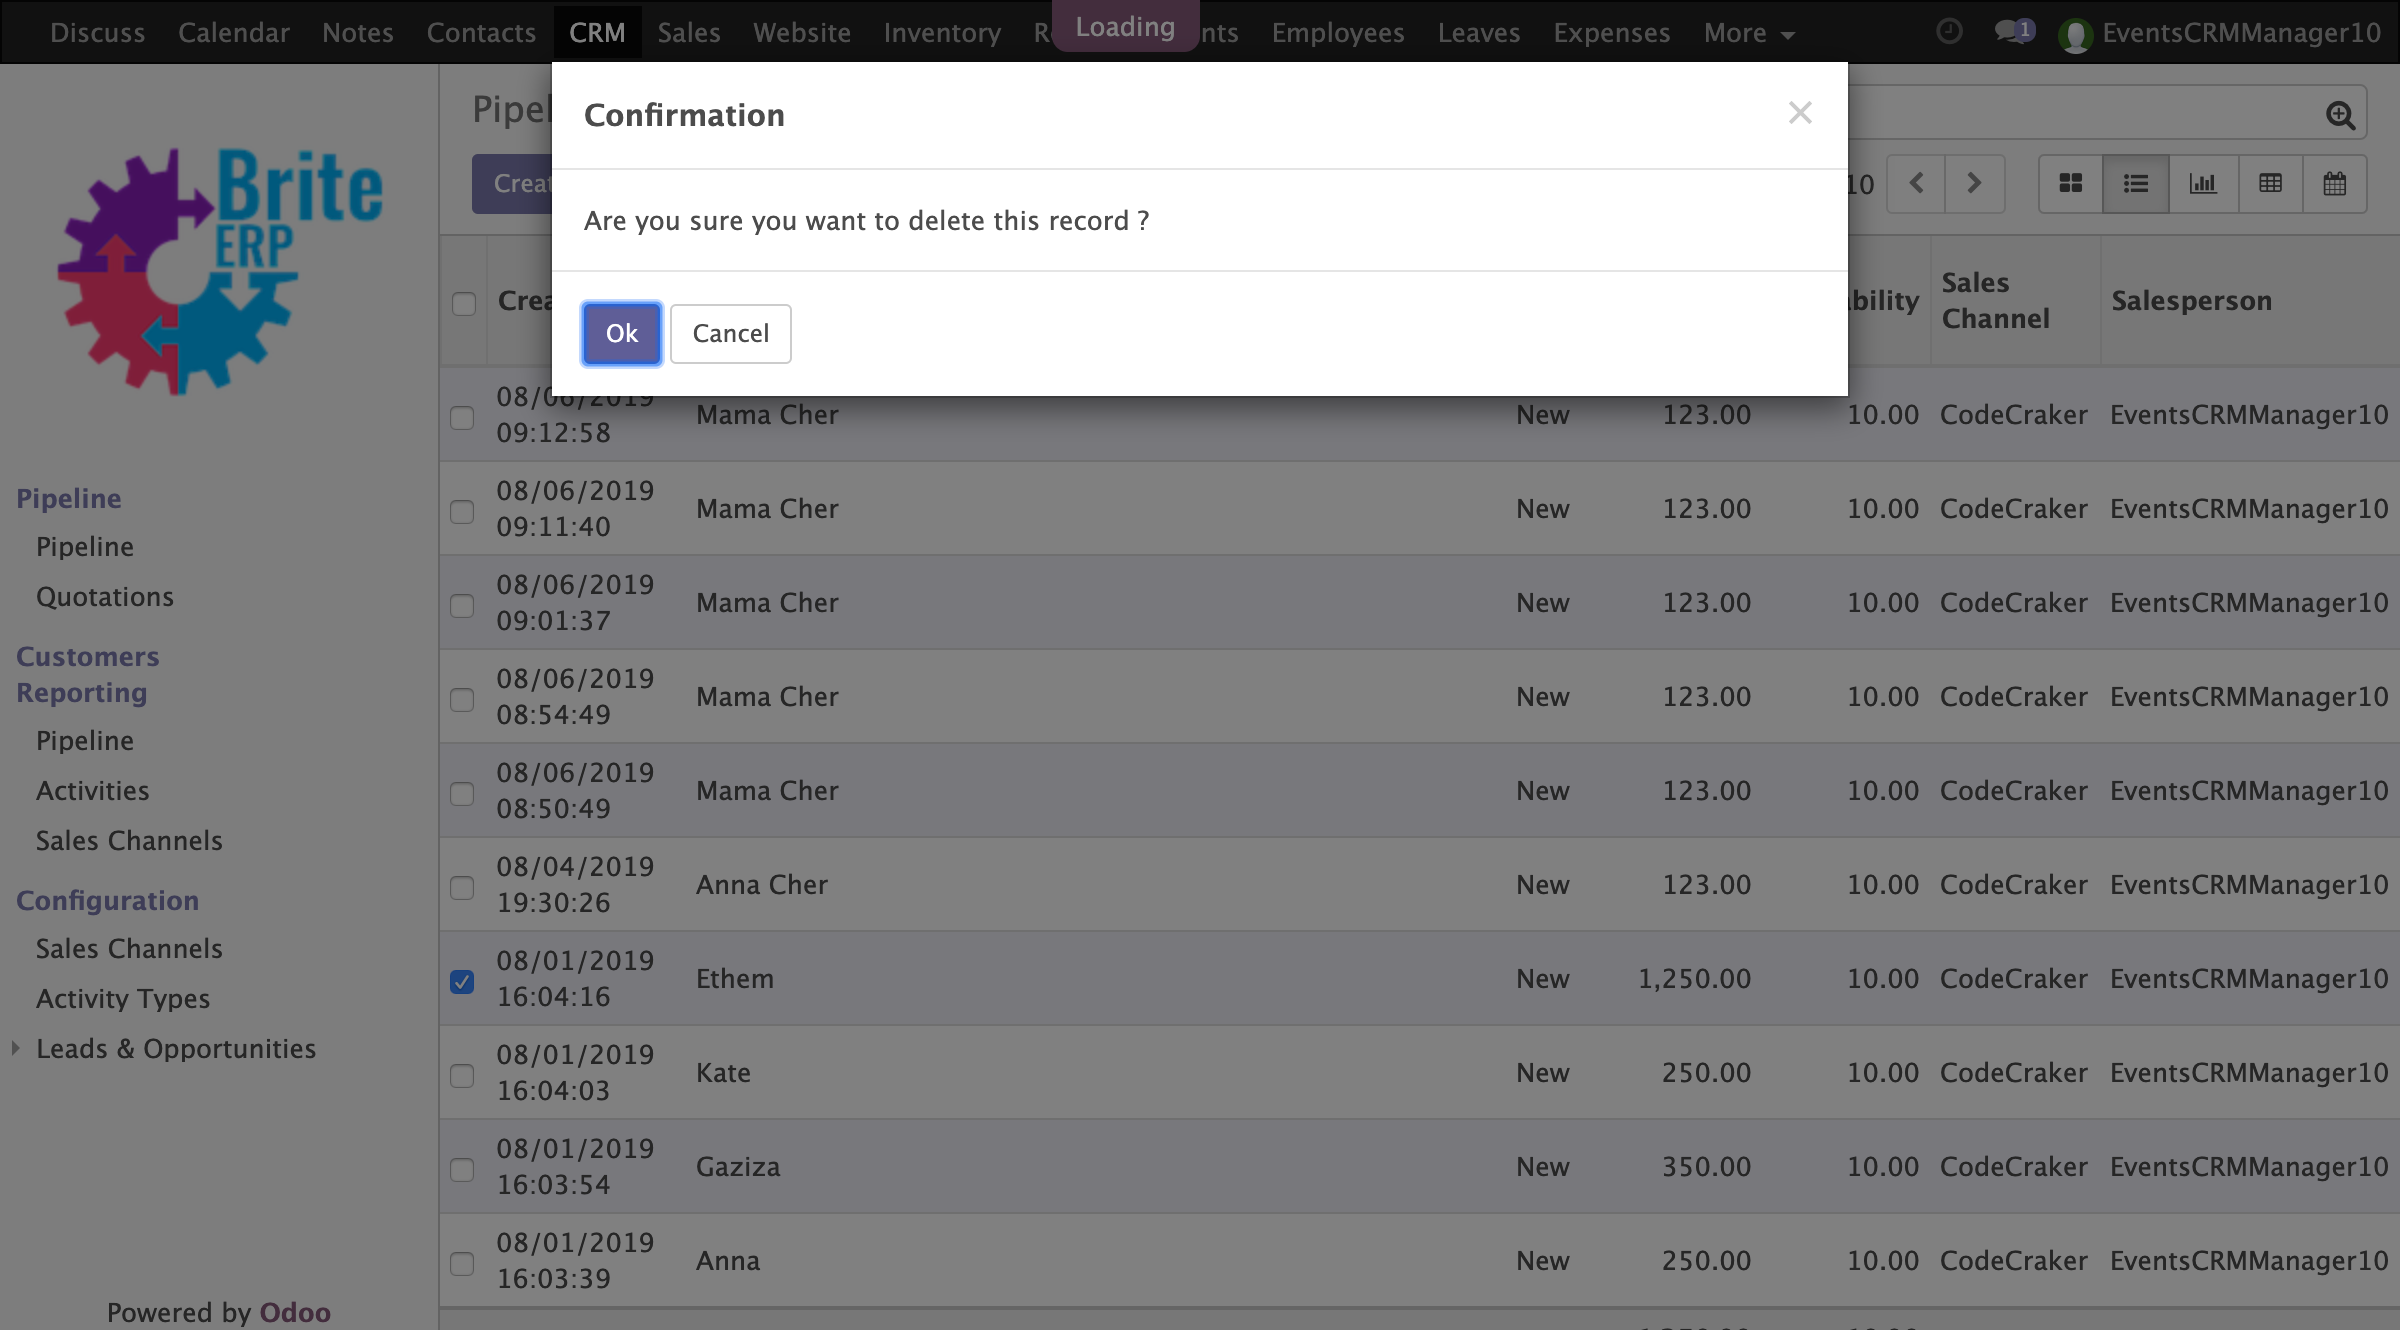 Discuss Calendar Notes Contacts CRM Sales Website Inventory Loading Employees Leaves Expenses More 1 EventsCRMManager10
Brite
ERP
Confirmation
Are you sure you want to delete this record ?
Ok Cancel
10
Sales Channel Salesperson
08/06/2019 09:12:58 Mama Cher New 123.00 10.00 CodeCraker EventsCRMManager10
08/06/2019 09:11:40 Mama Cher New 123.00 10.00 CodeCraker EventsCRMManager10
08/06/2019 09:01:37 Mama Cher New 123.00 10.00 CodeCraker EventsCRMManager10
08/06/2019 08:54:49 Mama Cher New 123.00 10.00 CodeCraker EventsCRMManager10
08/06/2019 08:50:49 Mama Cher New 123.00 10.00 CodeCraker EventsCRMManager10
08/04/2019 19:30:26 Anna Cher New 123.00 10.00 CodeCraker EventsCRMManager10
08/01/2019 16:04:16 Ethem New 1,250.00 10.00 CodeCraker EventsCRMManager10
08/01/2019 16:04:03 Kate New 250.00 10.00 CodeCraker EventsCRMManager10
08/01/2019 16:03:54 Gaziza New 350.00 10.00 CodeCraker EventsCRMManager10
08/01/2019 16:03:39 Anna New 250.00 10.00 CodeCraker EventsCRMManager10
Pipeline
Pipeline
Quotations
Customers
Reporting
Pipeline
Activities
Sales Channels
Configuration
Sales Channels
Activity Types
Leads & Opportunities
Powered by Odoo